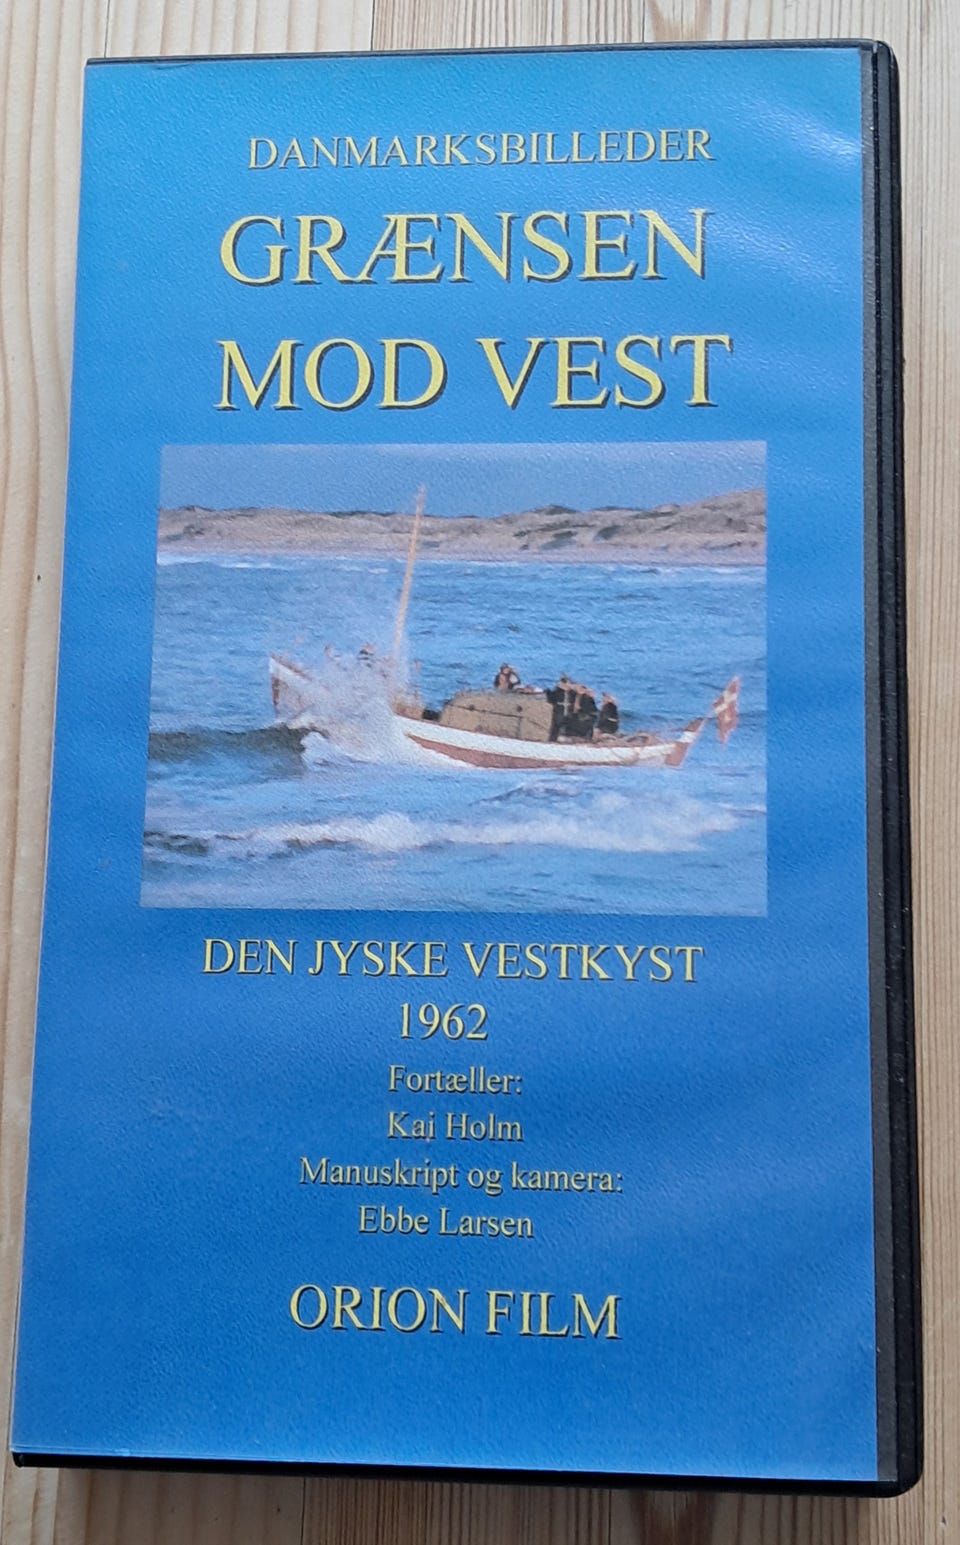 DANMARKSBILLEDER
GRÆNSEN
MOD VEST
DEN JYSKE VESTKYST
1962
Fortæller:
Kai Holm
Manuskript og kamera:
Ebbe Larsen
ORION FILM